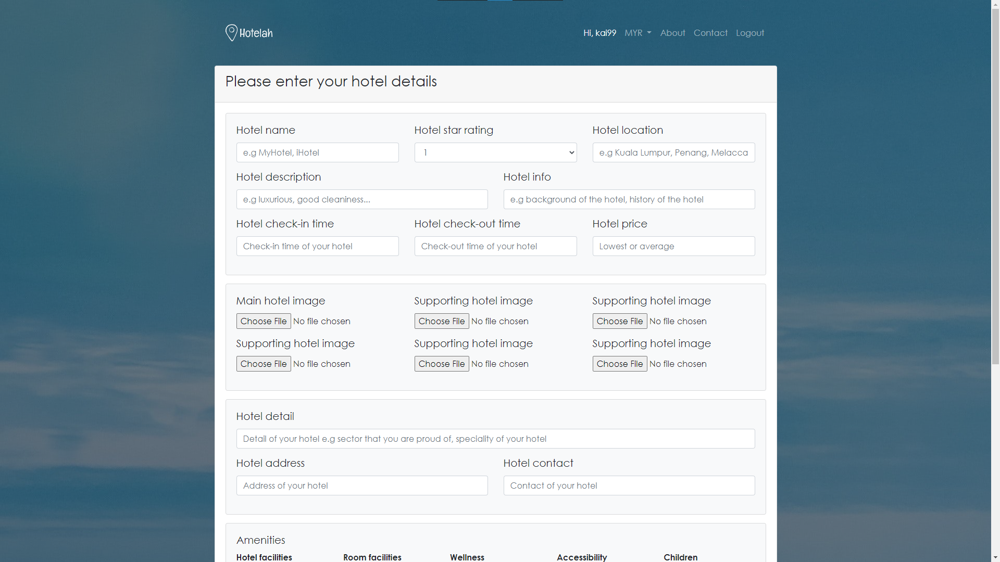 Hotelah
Hi, kai99 MYR About Contact Logout
Please enter your hotel details
Hotel name Hotel star rating Hotel location
e.g MyHotel, iHotel 1 e.g Kuala Lumpur, Penang, Melacca
Hotel description Hotel info
e.g luxurious, good cleaniness... e.g background of the hotel, history of the hotel
Hotel check-in time Hotel check-out time Hotel price
Check-in time of your hotel Check-out time of your hotel Lowest or average
Main hotel image Supporting hotel image Supporting hotel image
Choose File No file chosen Choose File No file chosen Choose File No file chosen
Supporting hotel image Supporting hotel image Supporting hotel image
Choose File No file chosen Choose File No file chosen Choose File No file chosen
Hotel detail
Detail of your hotel e.g sector that you are proud of, speciality of your hotel
Hotel address Hotel contact
Address of your hotel Contact of your hotel
Amenities
Hotel facilities Room facilities Wellness Accessibility Children